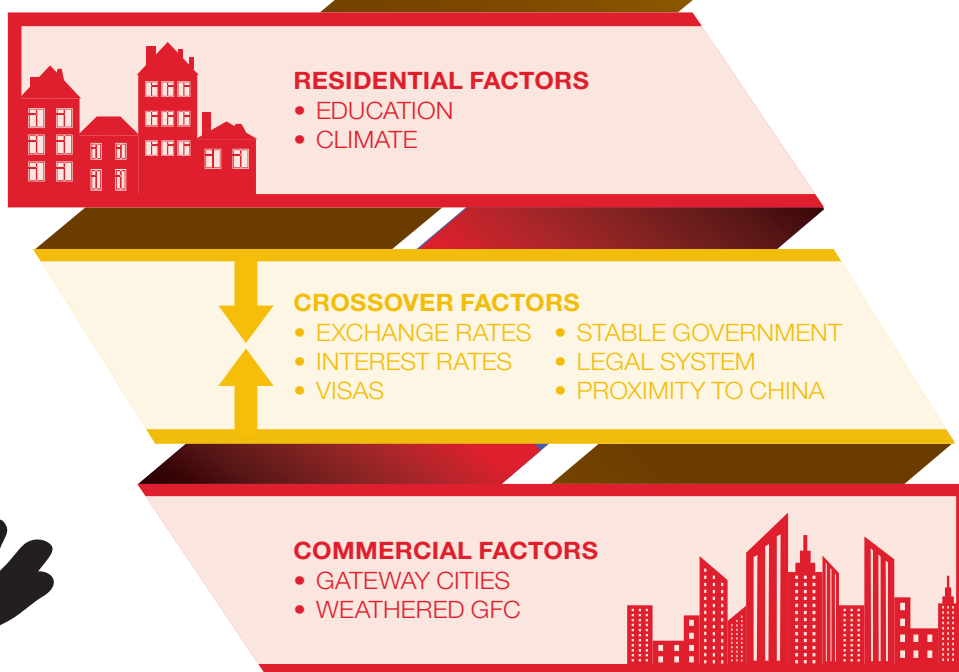 RESIDENTIAL FACTORS
• EDUCATION
• CLIMATE
CROSSOVER FACTORS
• EXCHANGE RATES
• INTEREST RATES
• VISAS
• STABLE GOVERNMENT
• LEGAL SYSTEM
• PROXIMITY TO CHINA
COMMERCIAL FACTORS
• GATEWAY CITIES
• WEATHERED GFC